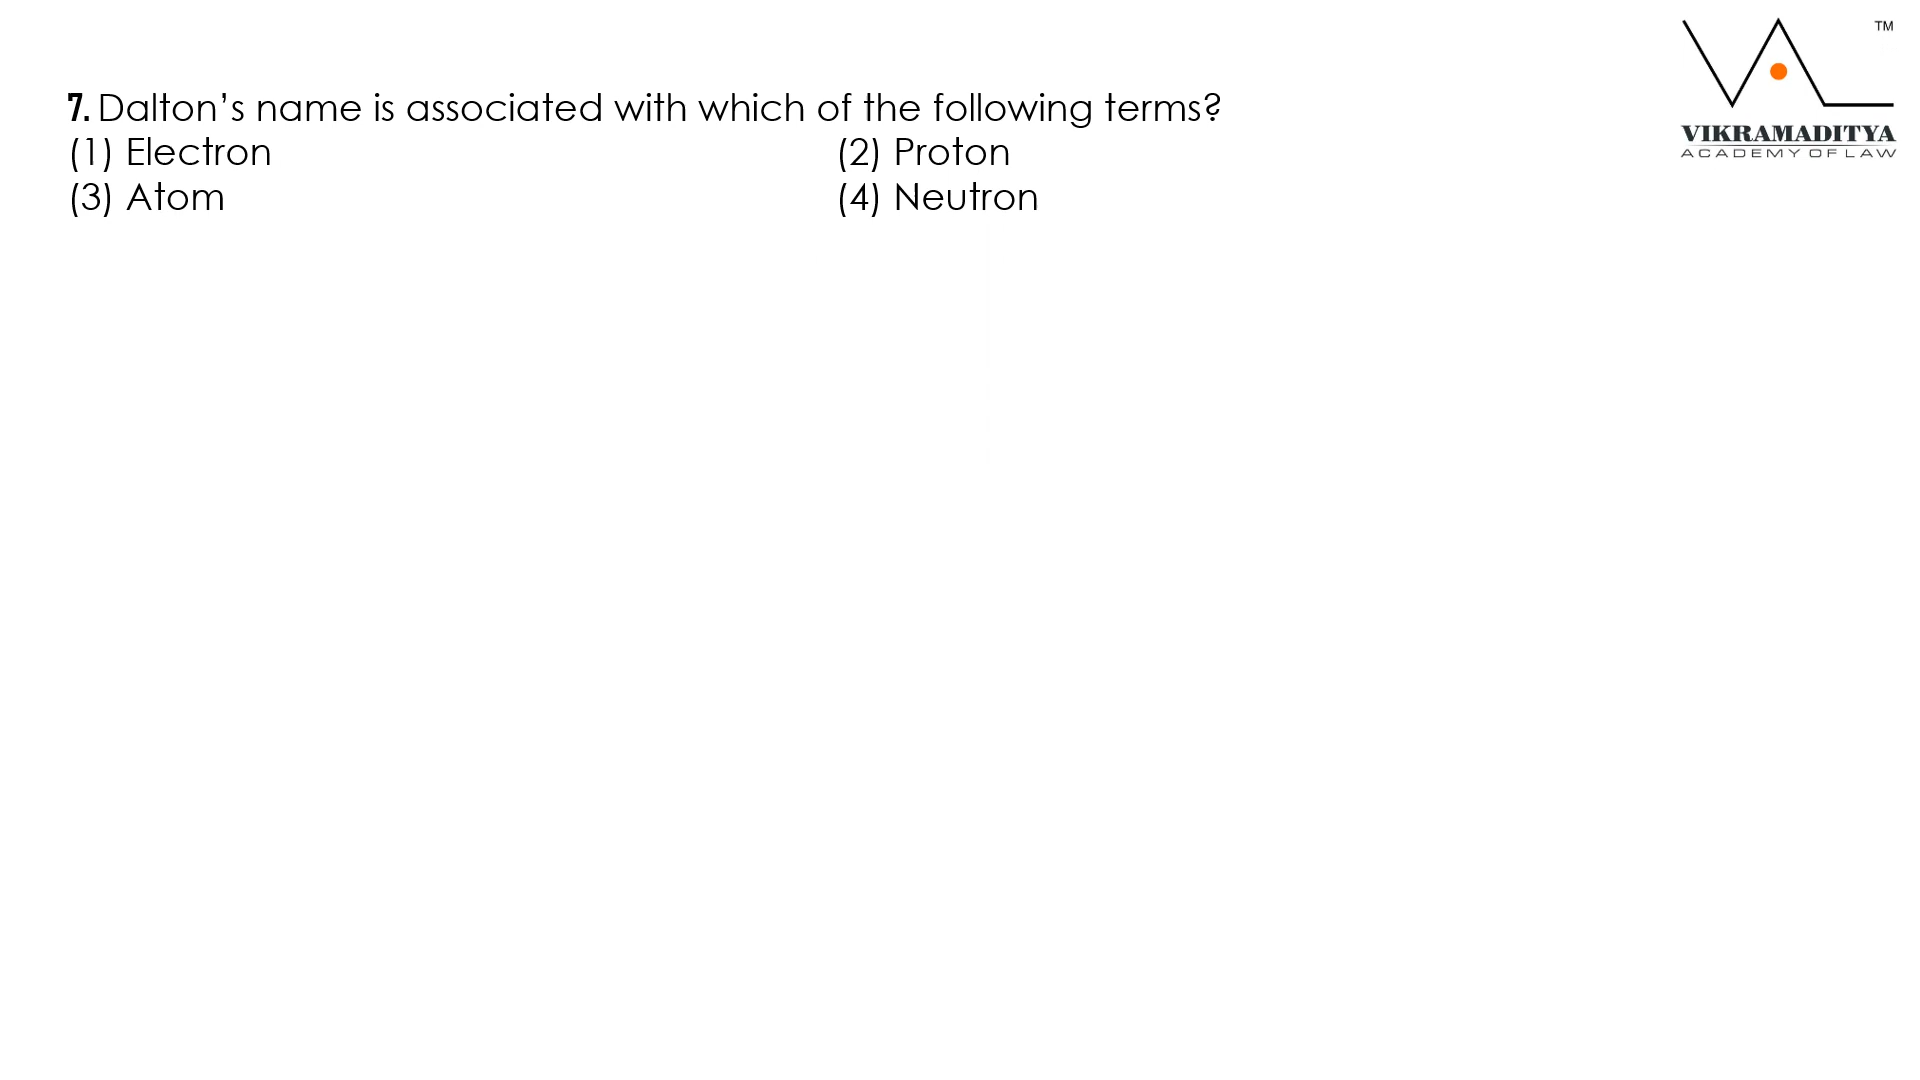 7. Dalton’s name is associated with which of the following terms?
(1) Electron (2) Proton
(3) Atom (4) Neutron
TM
VIKRAMADITYA
ACADEMY OF LAW